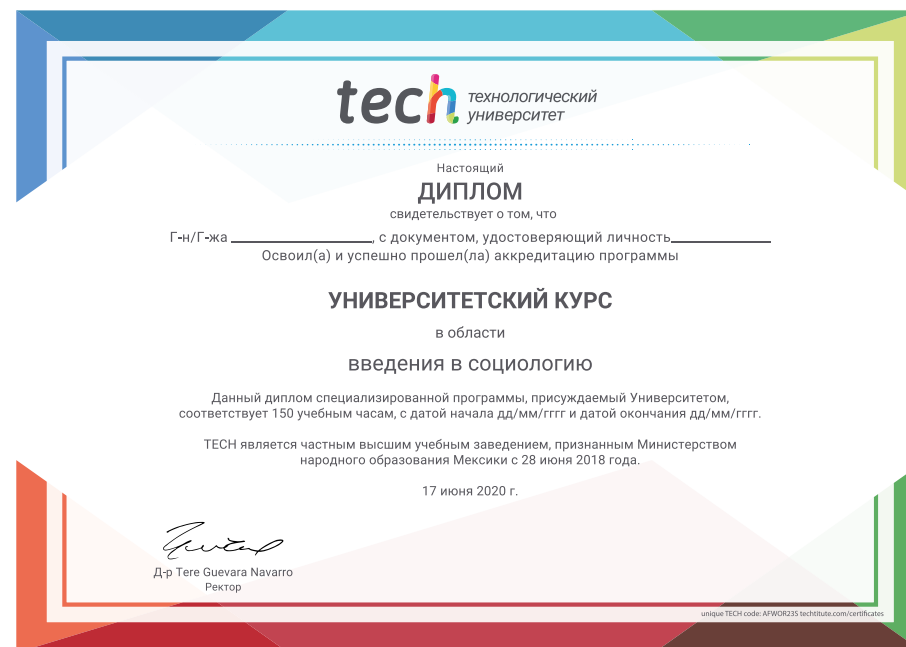 tech технологический
университет
Настоящий
ДИПЛОМ
свидетельствует о том, что
Г-н/Г-жа ____________________, с документом, удостоверяющий личность______________
Освоил(а) и успешно прошел(ла) аккредитацию программы
УНИВЕРСИТЕТСКИЙ КУРС
в области
введения в социологию
Данный диплом специализированной программы, присуждаемый Университетом,
соответствует 150 учебным часам, с датой начала дд/мм/гггг и датой окончания дд/мм/гггг.
TECH является частным высшим учебным заведением, признанным Министерством
народного образования Мексики с 28 июня 2018 года.
17 июня 2020 г.
Д-р Tere Guevara Navarro
Ректор
unique TECH code: AFWOR23S techtitute.com/certificates